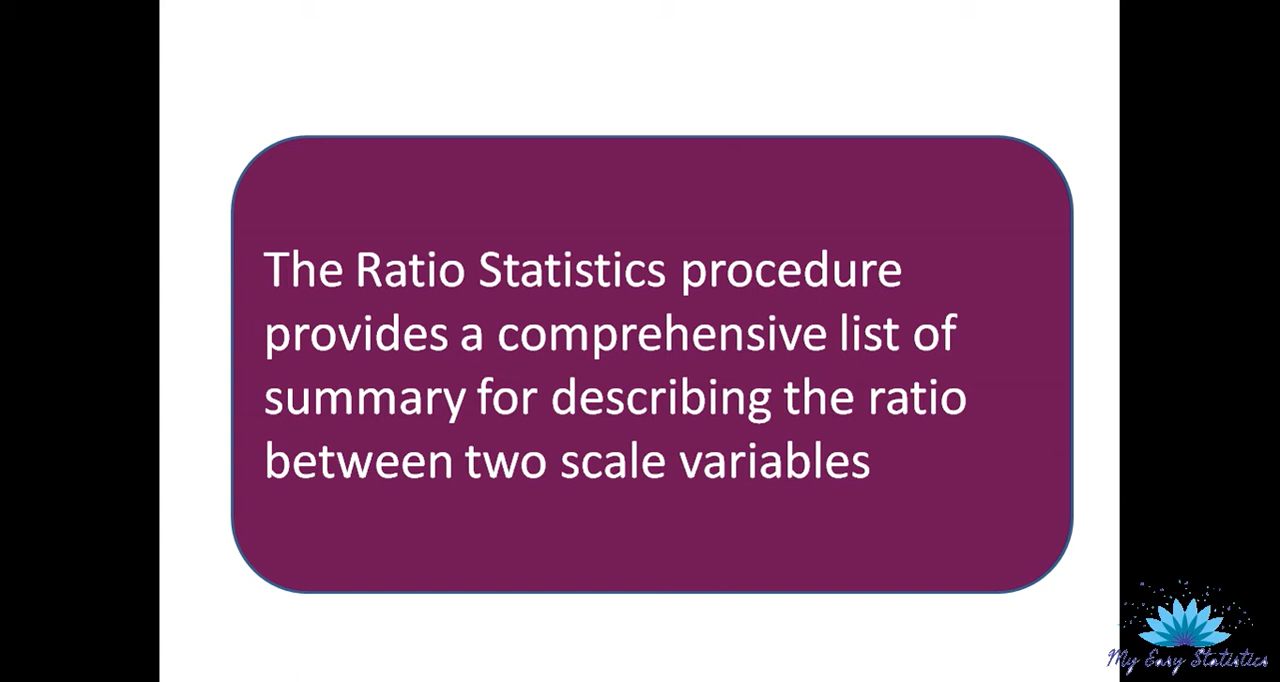 The Ratio Statistics procedure
provides a comprehensive list of
summary for describing the ratio
between two scale variables
My Easy Statistics